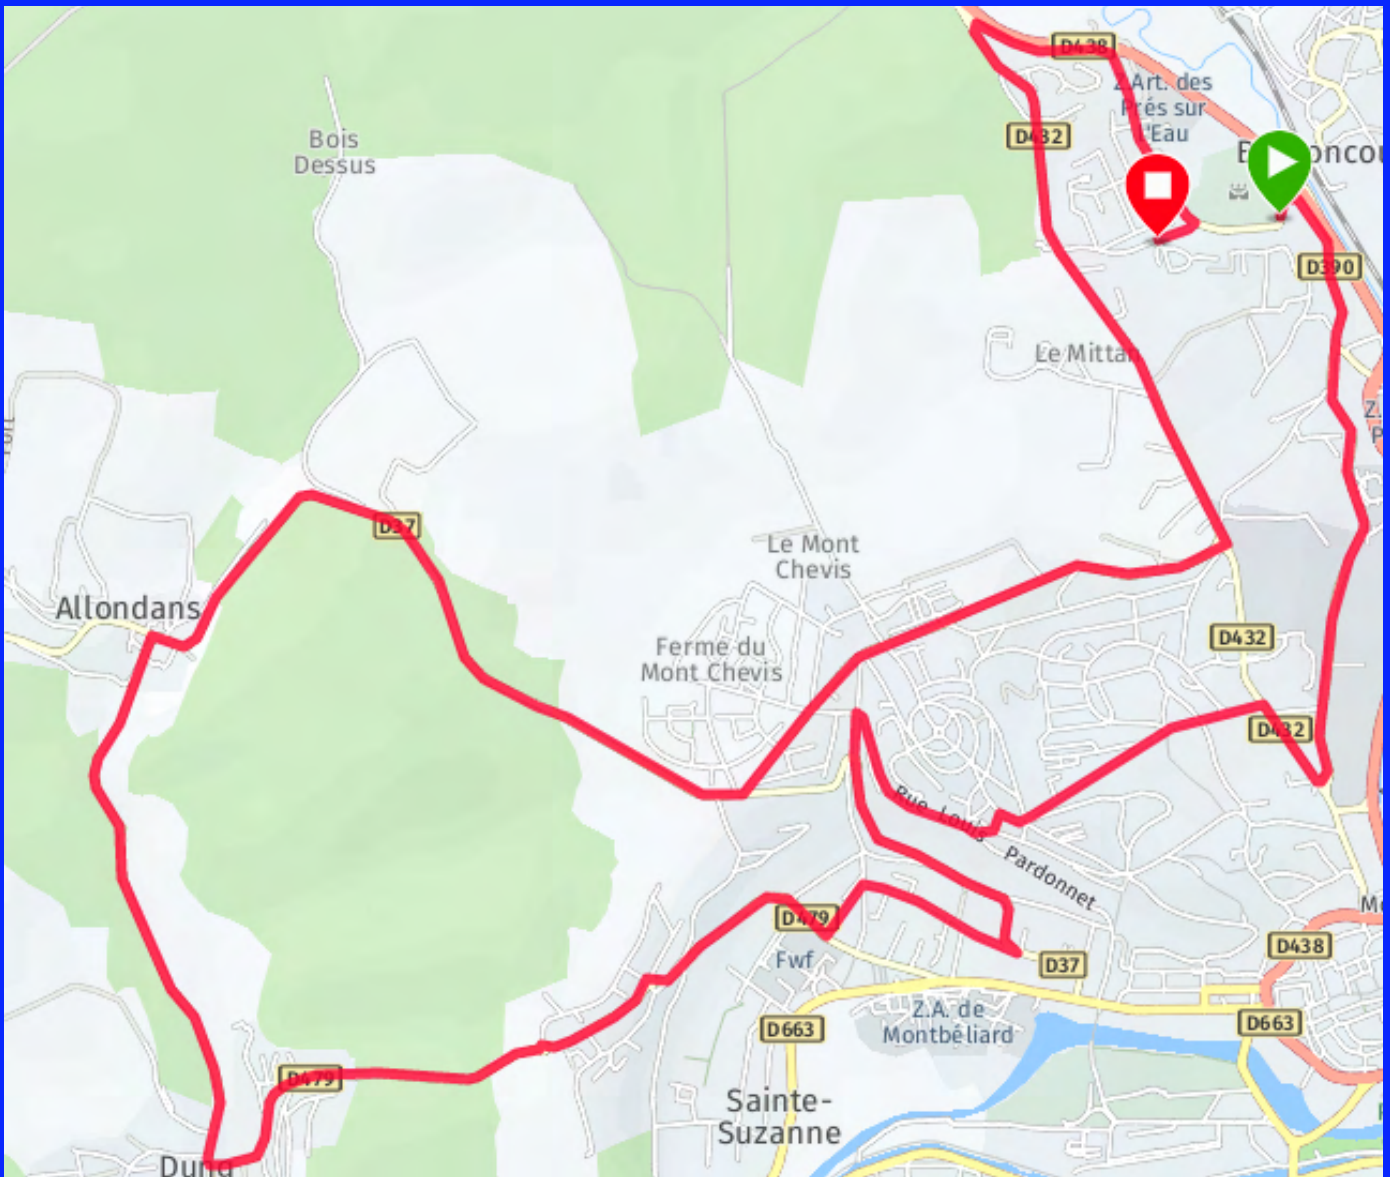 D438
Z.Art. des
Prés sur
l'Eau
D432
Bois
Dessus
D390
Le Mittan
D37
Le Mont
Chevis
Allondans
Ferme du
Mont Chevis
D432
D432
Rue Louis Pardonnet
D479
Fwf
D37
D438
Z.A. de
Montbéliard
D663
D663
D479
Sainte-
Suzanne
Dung